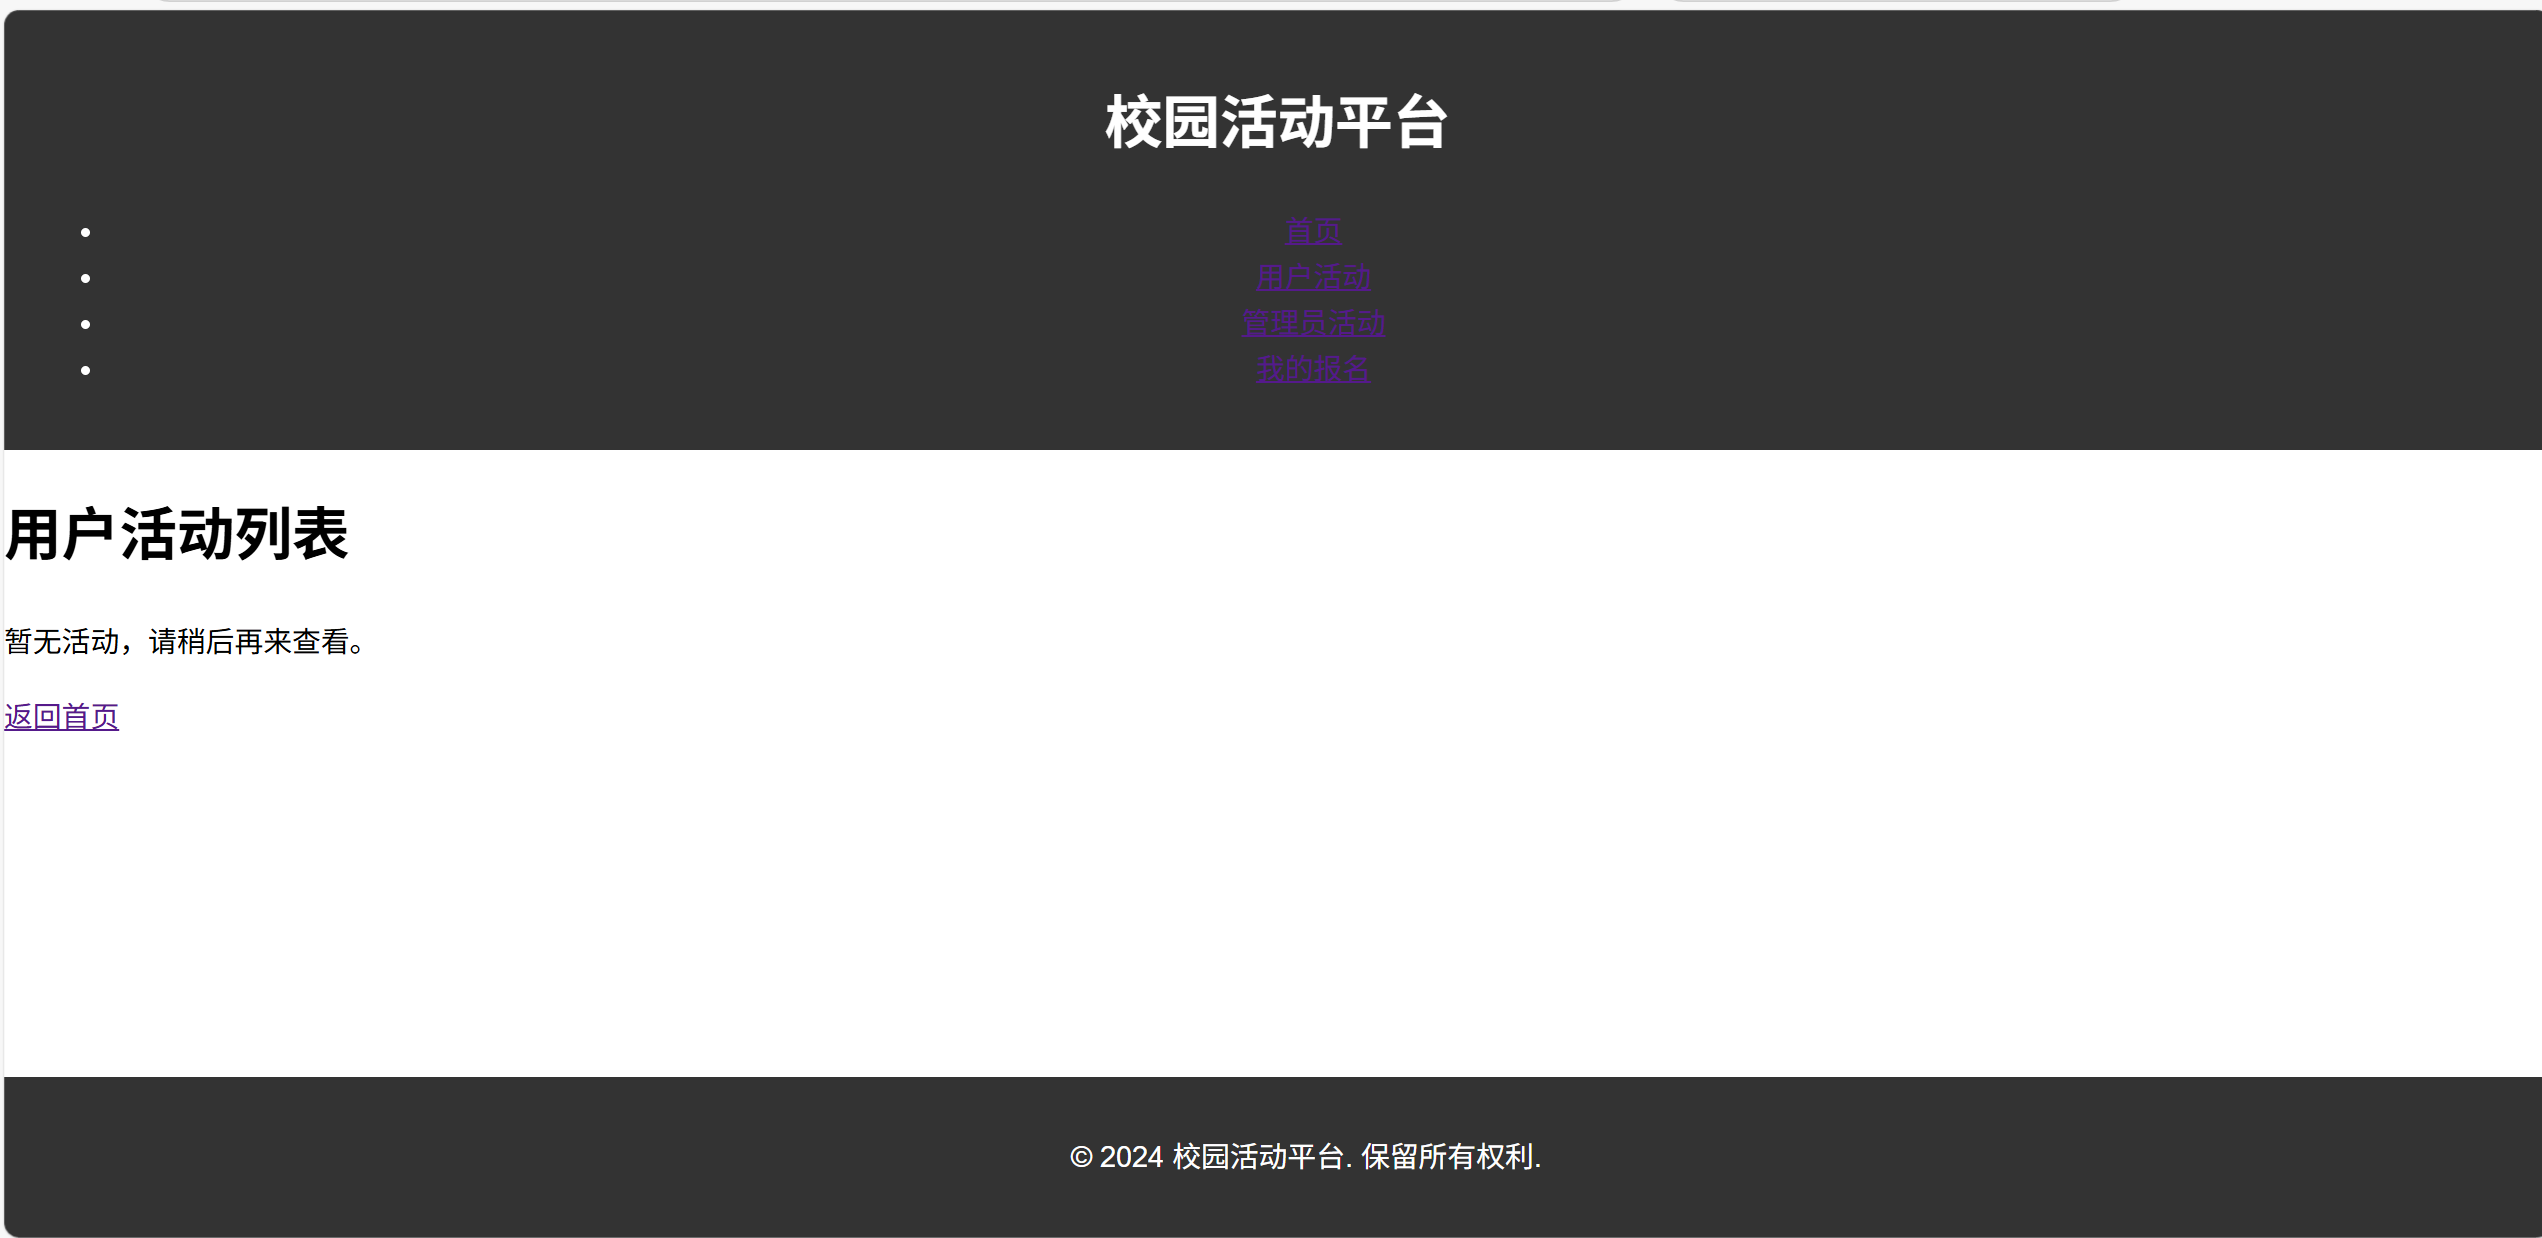 校园活动平台
首页
用户活动
管理员活动
我的报名
用户活动列表
暂无活动，请稍后再来查看。
返回首页
© 2024 校园活动平台. 保留所有权利.